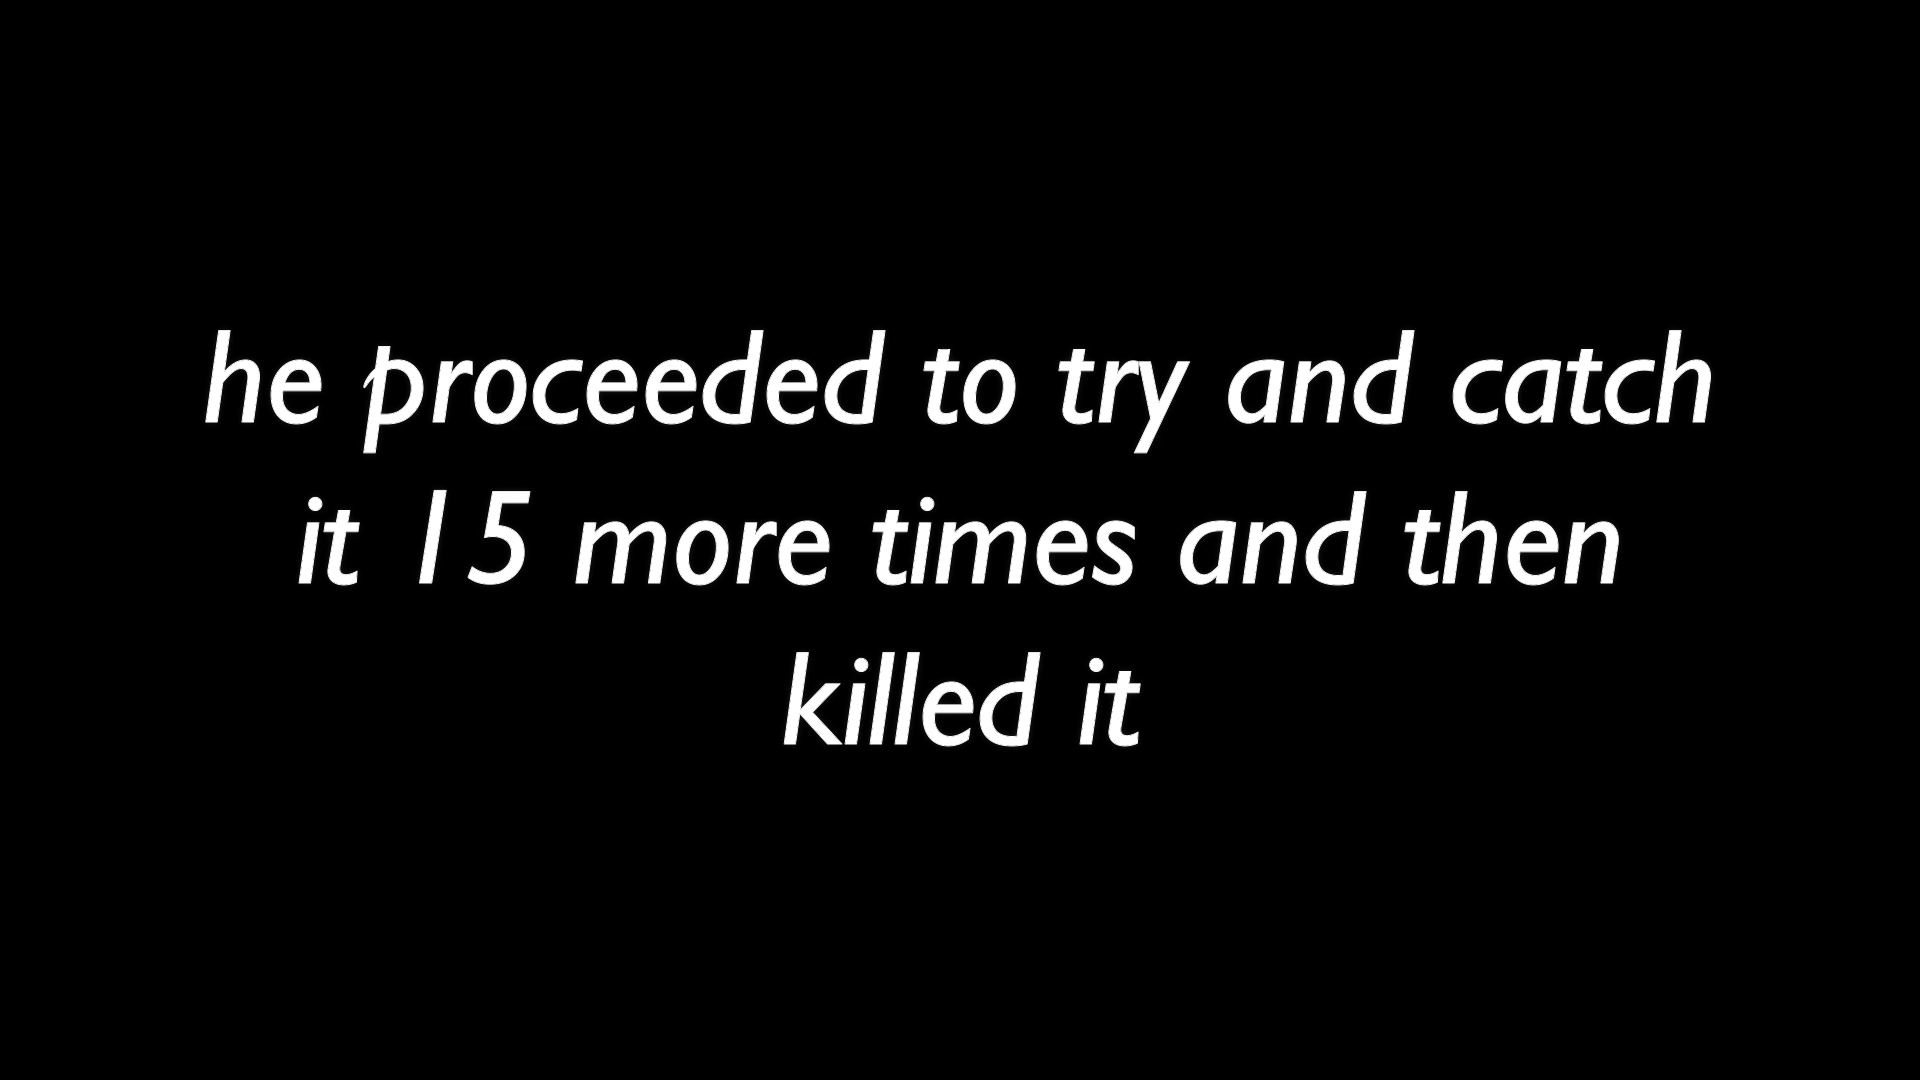 he proceeded to try and catch
it 15 more times and then
killed it